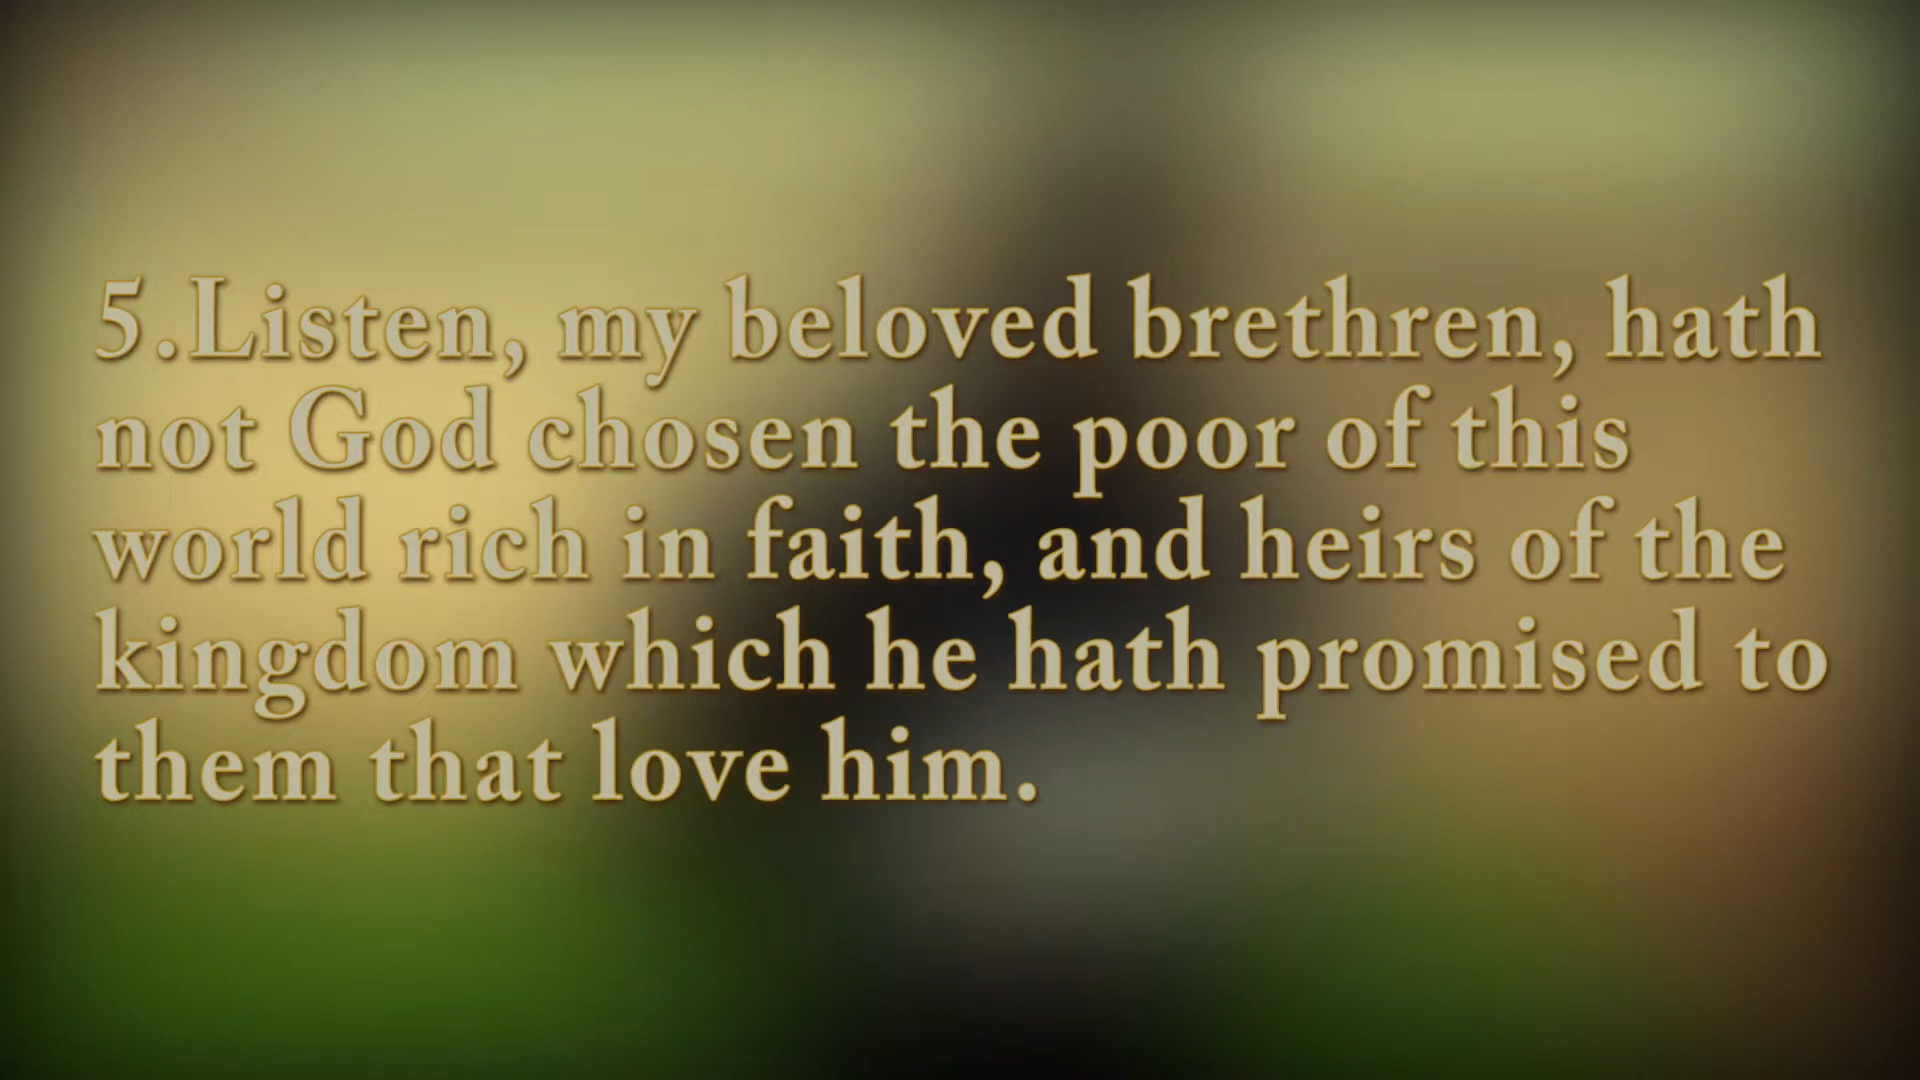 5.Listen, my beloved brethren, hath
not God chosen the poor of this
world rich in faith, and heirs of the
kingdom which he hath promised to
them that love him.